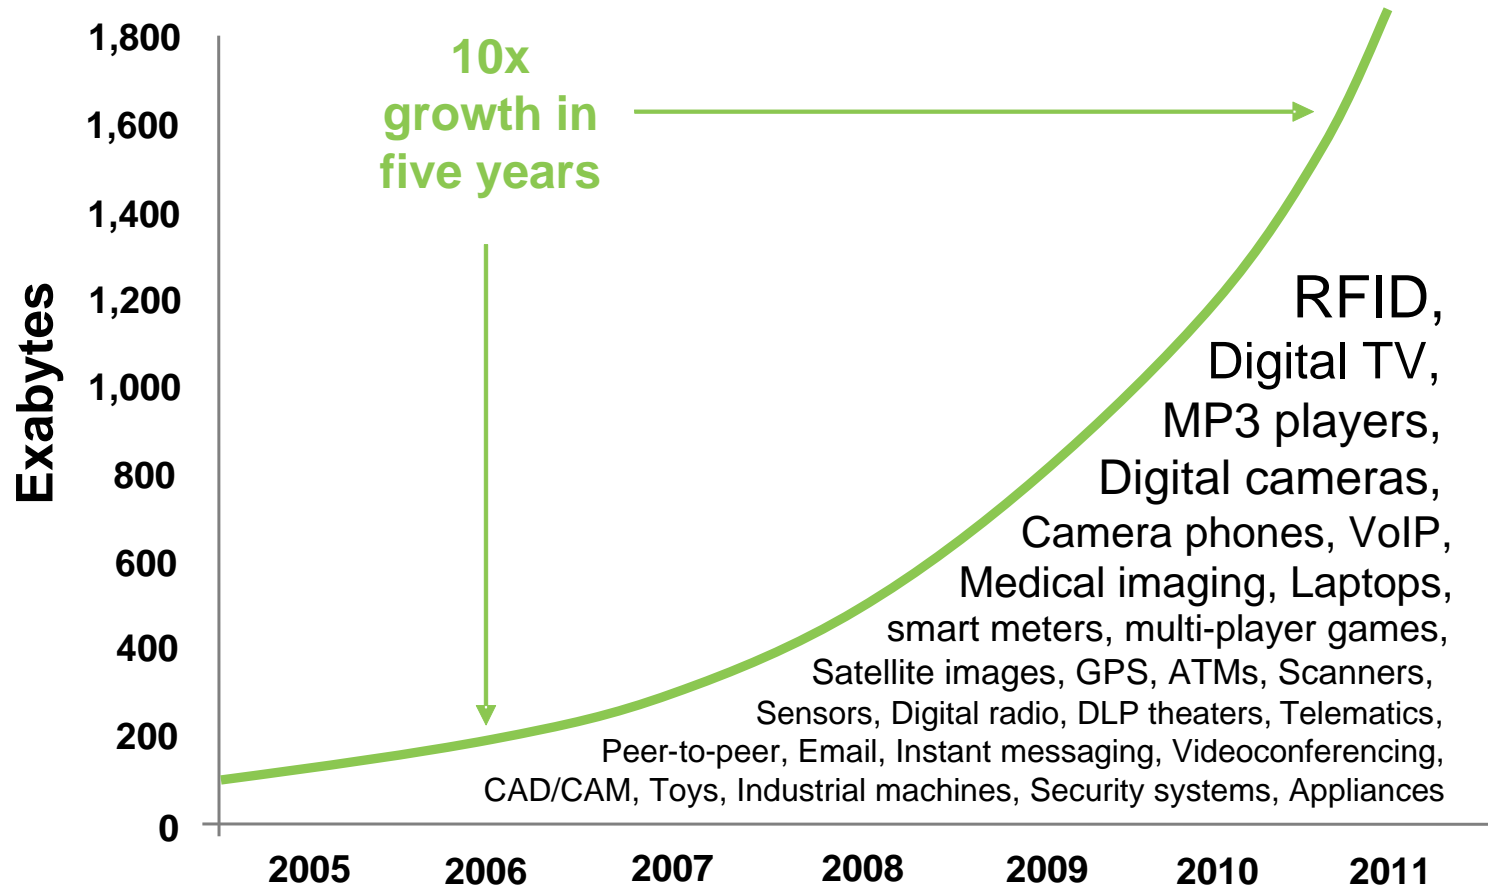 1,800
1,600
1,400
1,200
1,000
800
600
400
200
0
Exabytes
10x
growth in
five years
RFID,
Digital TV,
MP3 players,
Digital cameras,
Camera phones, VoIP,
Medical imaging, Laptops,
smart meters, multi-player games,
Satellite images, GPS, ATMs, Scanners,
Sensors, Digital radio, DLP theaters, Telematics,
Peer-to-peer, Email, Instant messaging, Videoconferencing,
CAD/CAM, Toys, Industrial machines, Security systems, Appliances
2005 2006 2007 2008 2009 2010 2011